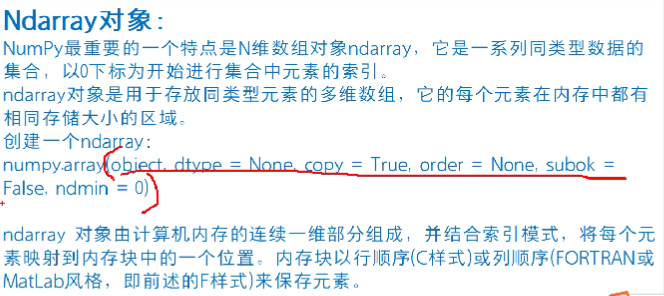 Ndarray对象：
NumPy最重要的一个特点是N维数组对象ndarray，它是一系列同类型数据的
集合，以0下标为开始进行集合中元素的索引。
ndarray对象是用于存放同类型元素的多维数组，它的每个元素在内存中都有
相同存储大小的区域。
创建一个ndarray：
numpy.array(object, dtype = None, copy = True, order = None, subok =
False, ndmin = 0)
ndarray 对象由计算机内存的连续一维部分组成，并结合索引模式，将每个元
素映射到内存块中的一个位置。内存块以行顺序(C样式)或列顺序(FORTRAN或
MatLab风格，即前述的F样式)来保存元素。